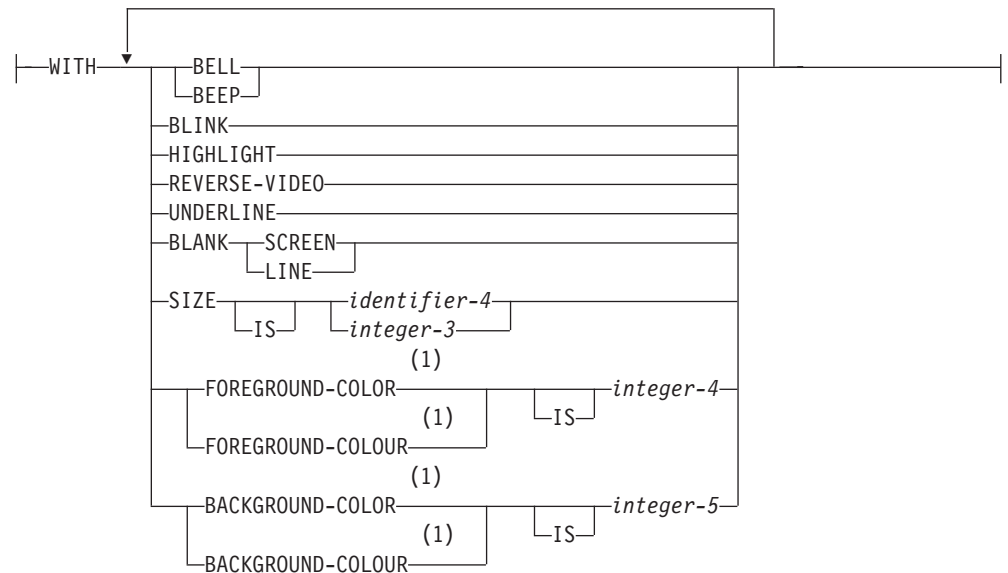 WITH BELL
BEEP
BLINK
HIGHLIGHT
REVERSE-VIDEO
UNDERLINE
BLANK SCREEN
LINE
SIZE identifier-4
IS integer-3
(1)
FOREGROUND-COLOR integer-4
(1) IS
FOREGROUND-COLOUR
(1)
BACKGROUND-COLOR integer-5
(1) IS
BACKGROUND-COLOUR